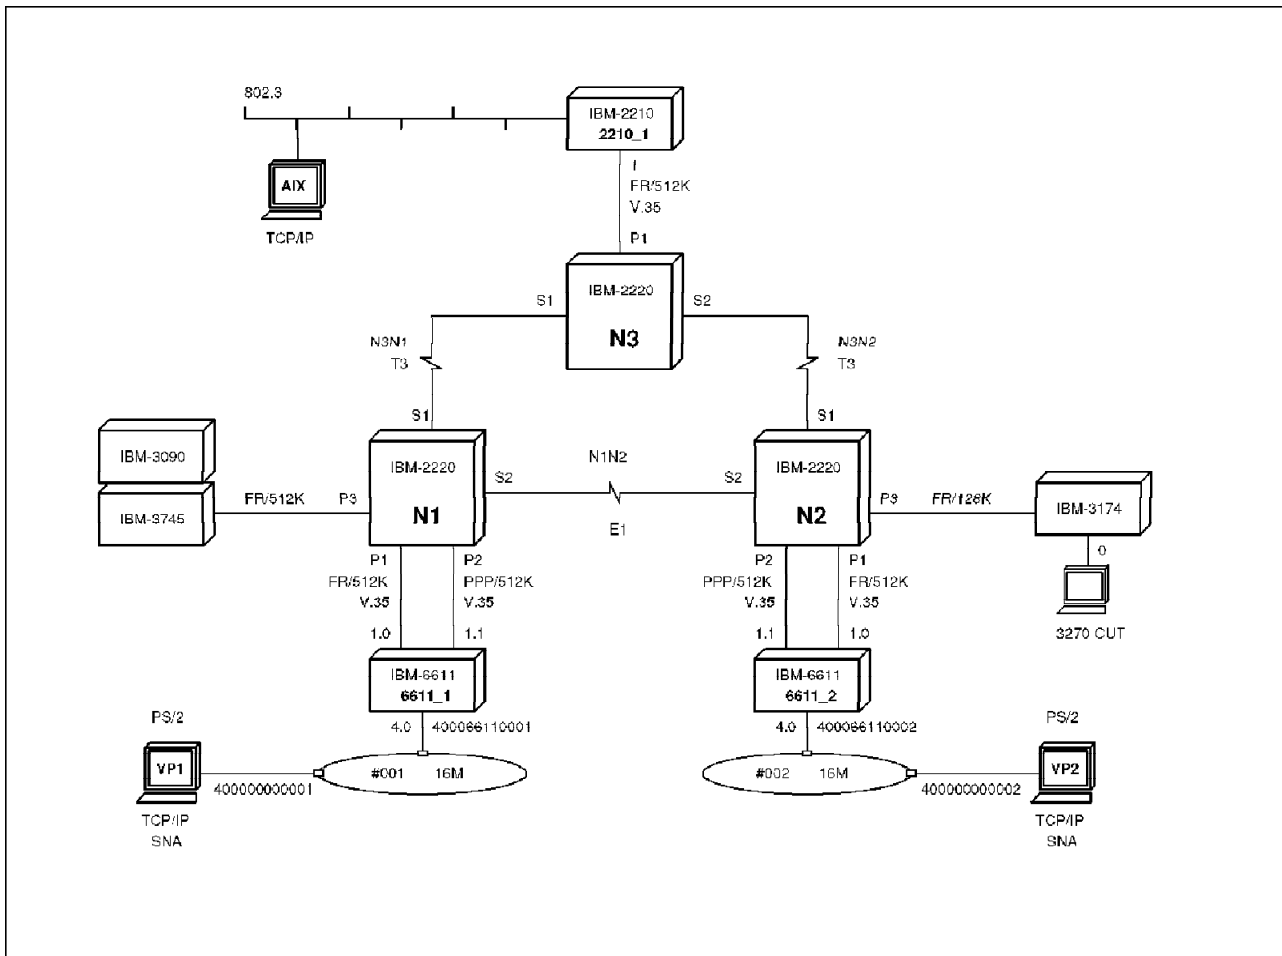 802.3
IBM-2210
2210_1
AIX
TCP/IP
1
FR/512K
V.35
P1
IBM-2220
N3
S1
S2
N3N1
T3
N3N2
T3
S1
S1
IBM-3090
IBM-3745
FR/512K
P3
IBM-2220
N1
S2
N1N2
E1
S2
IBM-2220
N2
P3
FR/128K
IBM-3174
0
3270 CUT
P1
FR/512K
V.35
1.0
P2
PPP/512K
V.35
1.1
P2
PPP/512K
V.35
1.1
P1
FR/512K
V.35
1.0
IBM-6611
6611_1
IBM-6611
6611_2
4.0 400066110001
4.0 400066110002
PS/2
VP1
400000000001
TCP/IP
SNA
#001 16M
#002 16M
PS/2
VP2
400000000002
TCP/IP
SNA